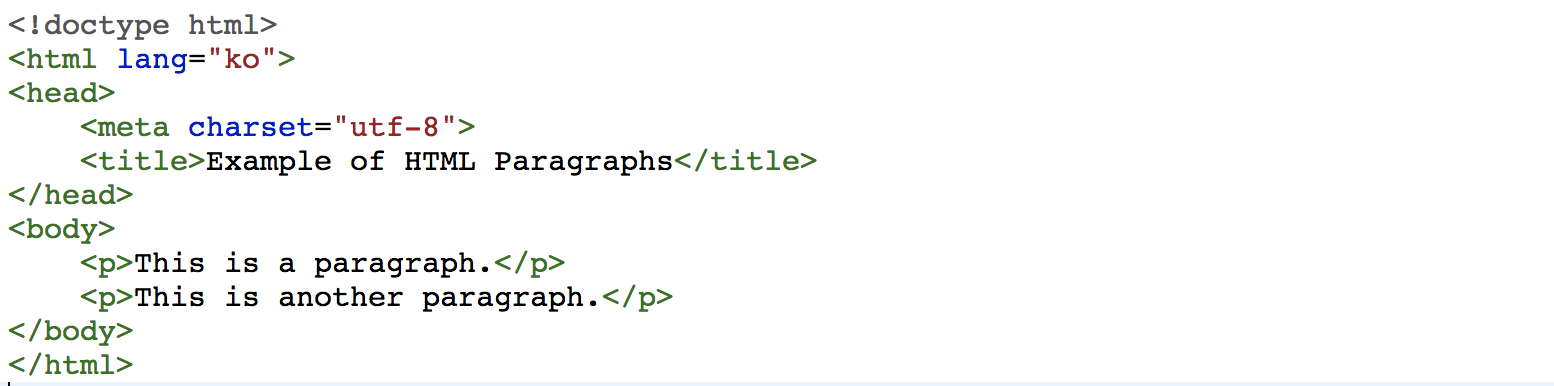 <!doctype html>
<html lang="ko">
<head>
    <meta charset="utf-8">
    <title>Example of HTML Paragraphs</title>
</head>
<body>
    <p>This is a paragraph.</p>
    <p>This is another paragraph.</p>
</body>
</html>